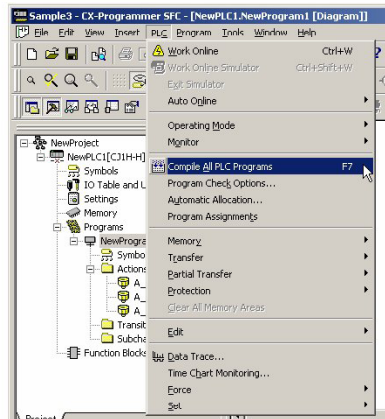 Sample3 - CX-Programmer SFC - [NewPLC1.NewProgram1 [Diagram]]
File Edit View Insert PLC Program Tools Window Help
Work Online Ctrl+W
Work Online Simulator Ctrl+Shift+W
Exit Simulator
Auto Online
Operating Mode
Monitor
Compile All PLC Programs F7
Program Check Options...
Automatic Allocation...
Program Assignments
Memory
Transfer
Partial Transfer
Protection
Clear All Memory Areas
Edit
Data Trace...
Time Chart Monitoring...
Force
Set
NewProject
NewPLC1[CJ1H-H]
Symbols
IO Table and U
Settings
Memory
Programs
NewProgra
Symbo
Actions
A_
A_
A_
Transit
Subcha
Function Blocks
Project